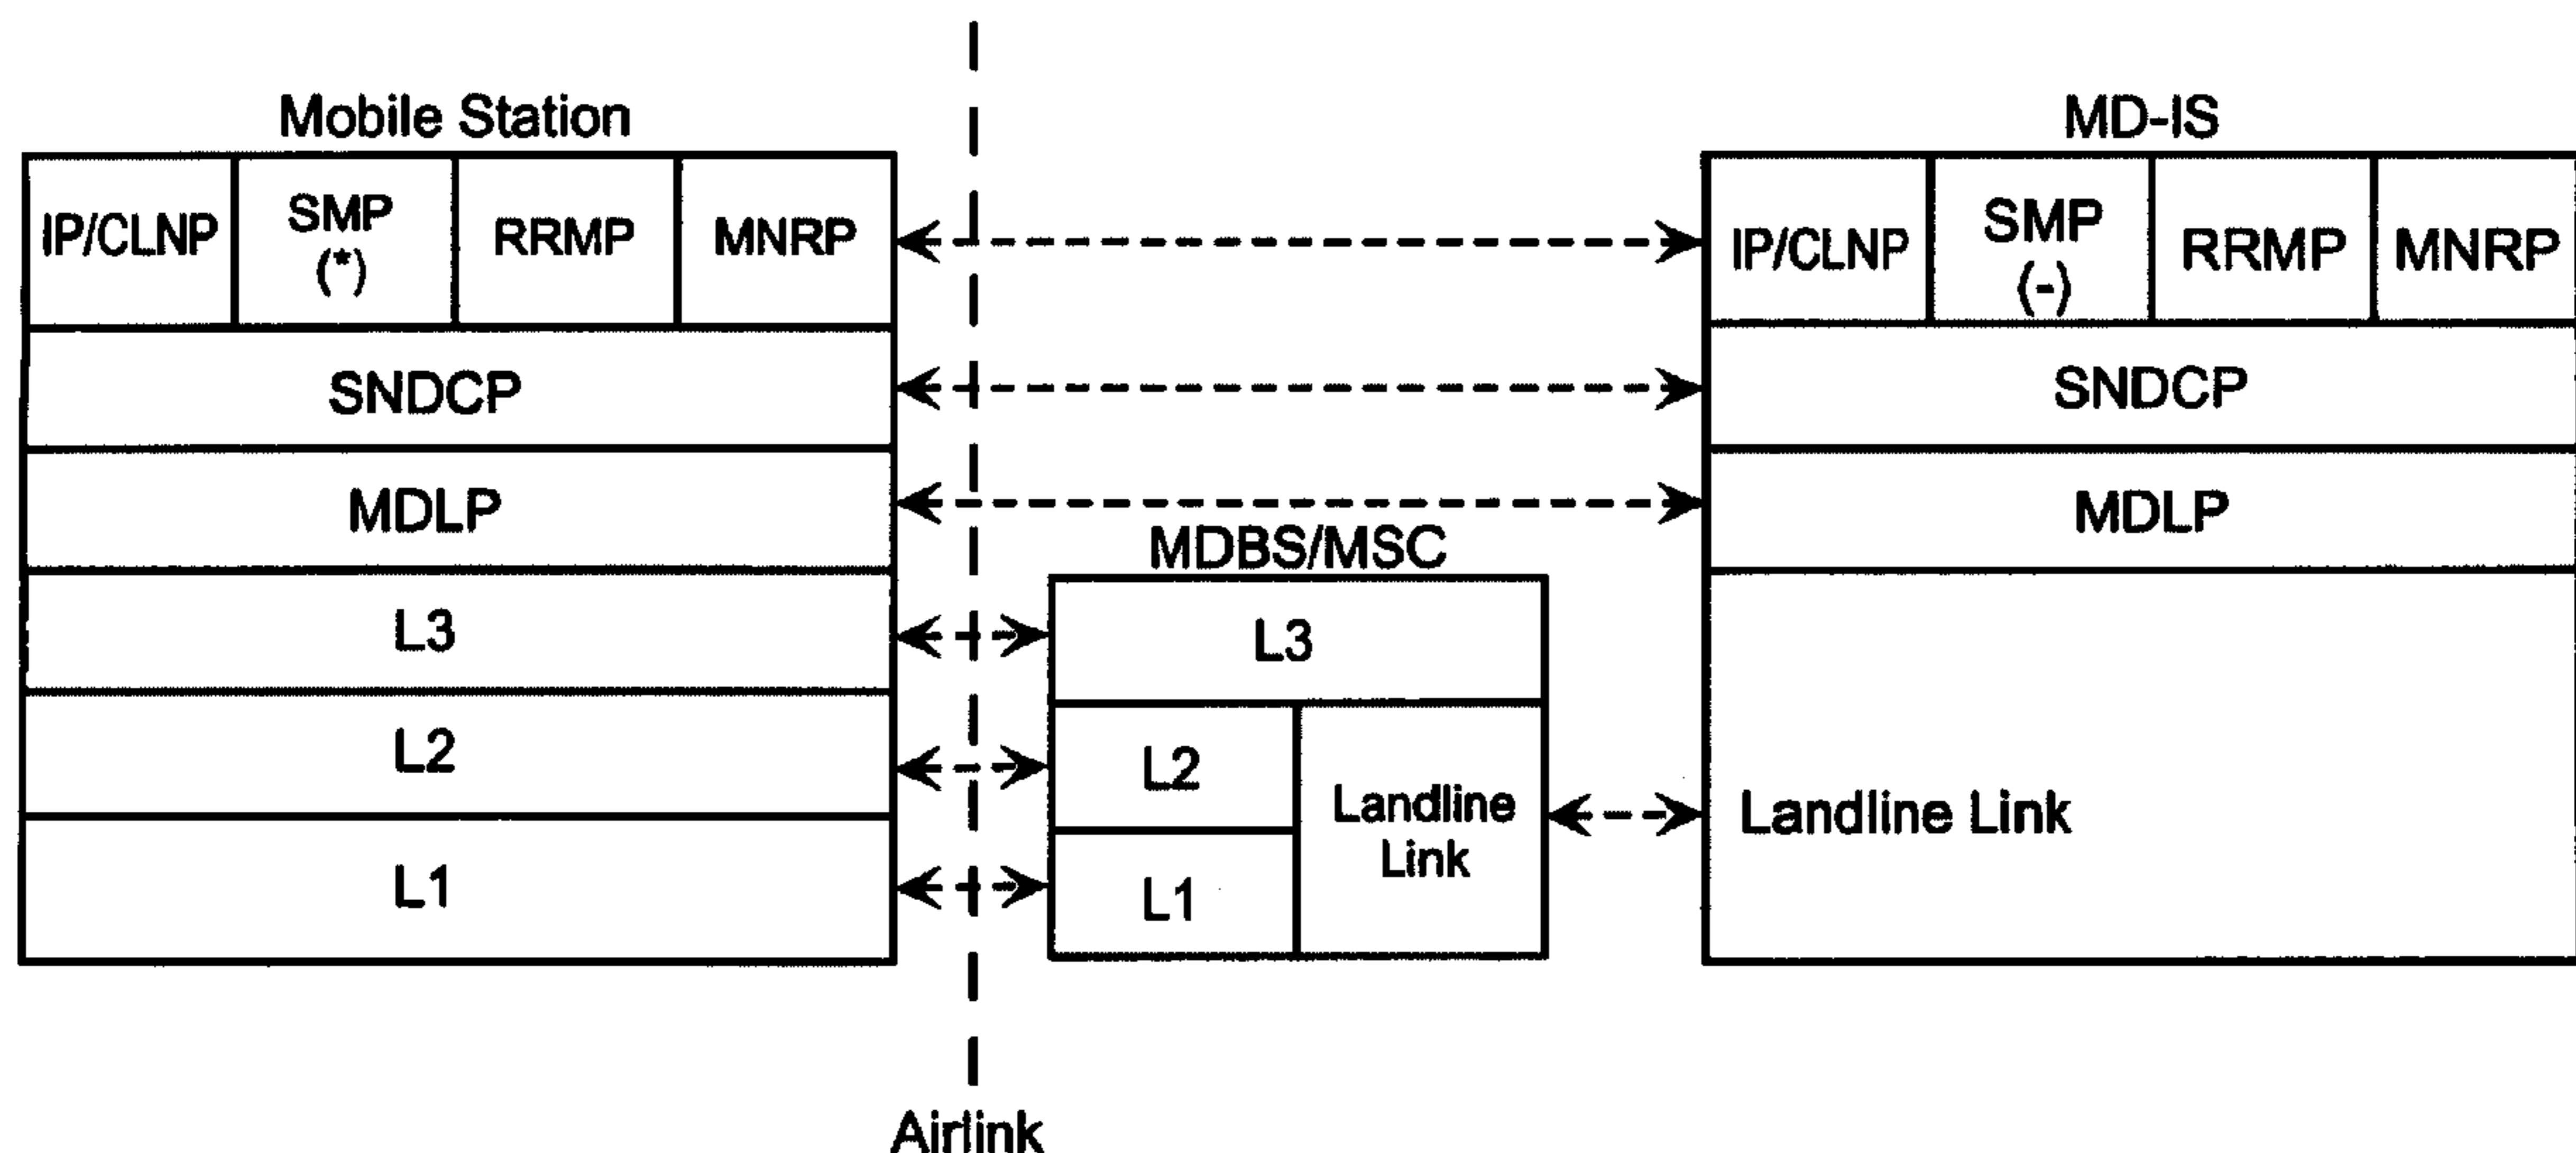 Mobile Station
MD-IS
IP/CLNP
SMP
(*)
RRMP
MNRP
IP/CLNP
SMP
(-)
RRMP
MNRP
SNDCP
SNDCP
MDLP
MDLP
MDBS/MSC
L3
L3
L2
L2
Landline
Link
Landline Link
L1
L1
Airlink